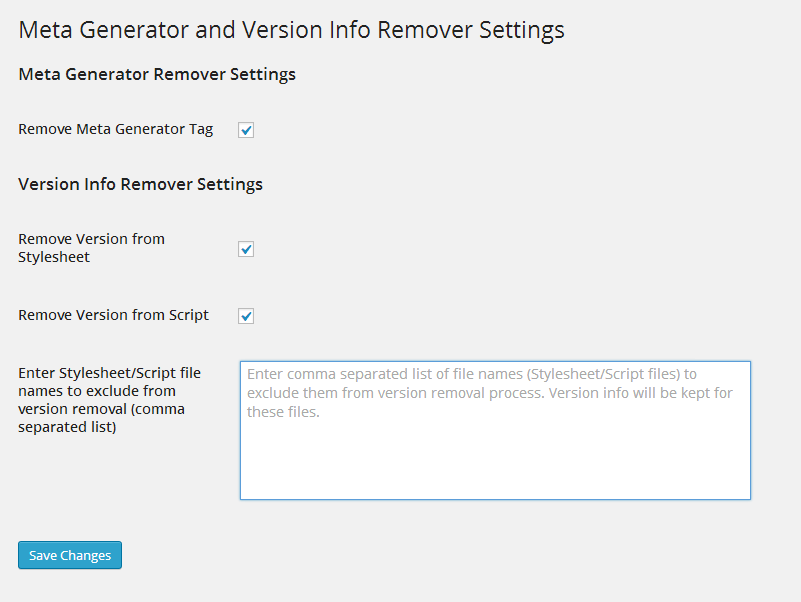 Meta Generator and Version Info Remover Settings
Meta Generator Remover Settings
Remove Meta Generator Tag
Version Info Remover Settings
Remove Version from
Stylesheet
Remove Version from Script
Enter Stylesheet/Script file
names to exclude from
version removal (comma
separated list)
Enter comma separated list of file names (Stylesheet/Script files) to
exclude them from version removal process. Version info will be kept for
these files.
Save Changes